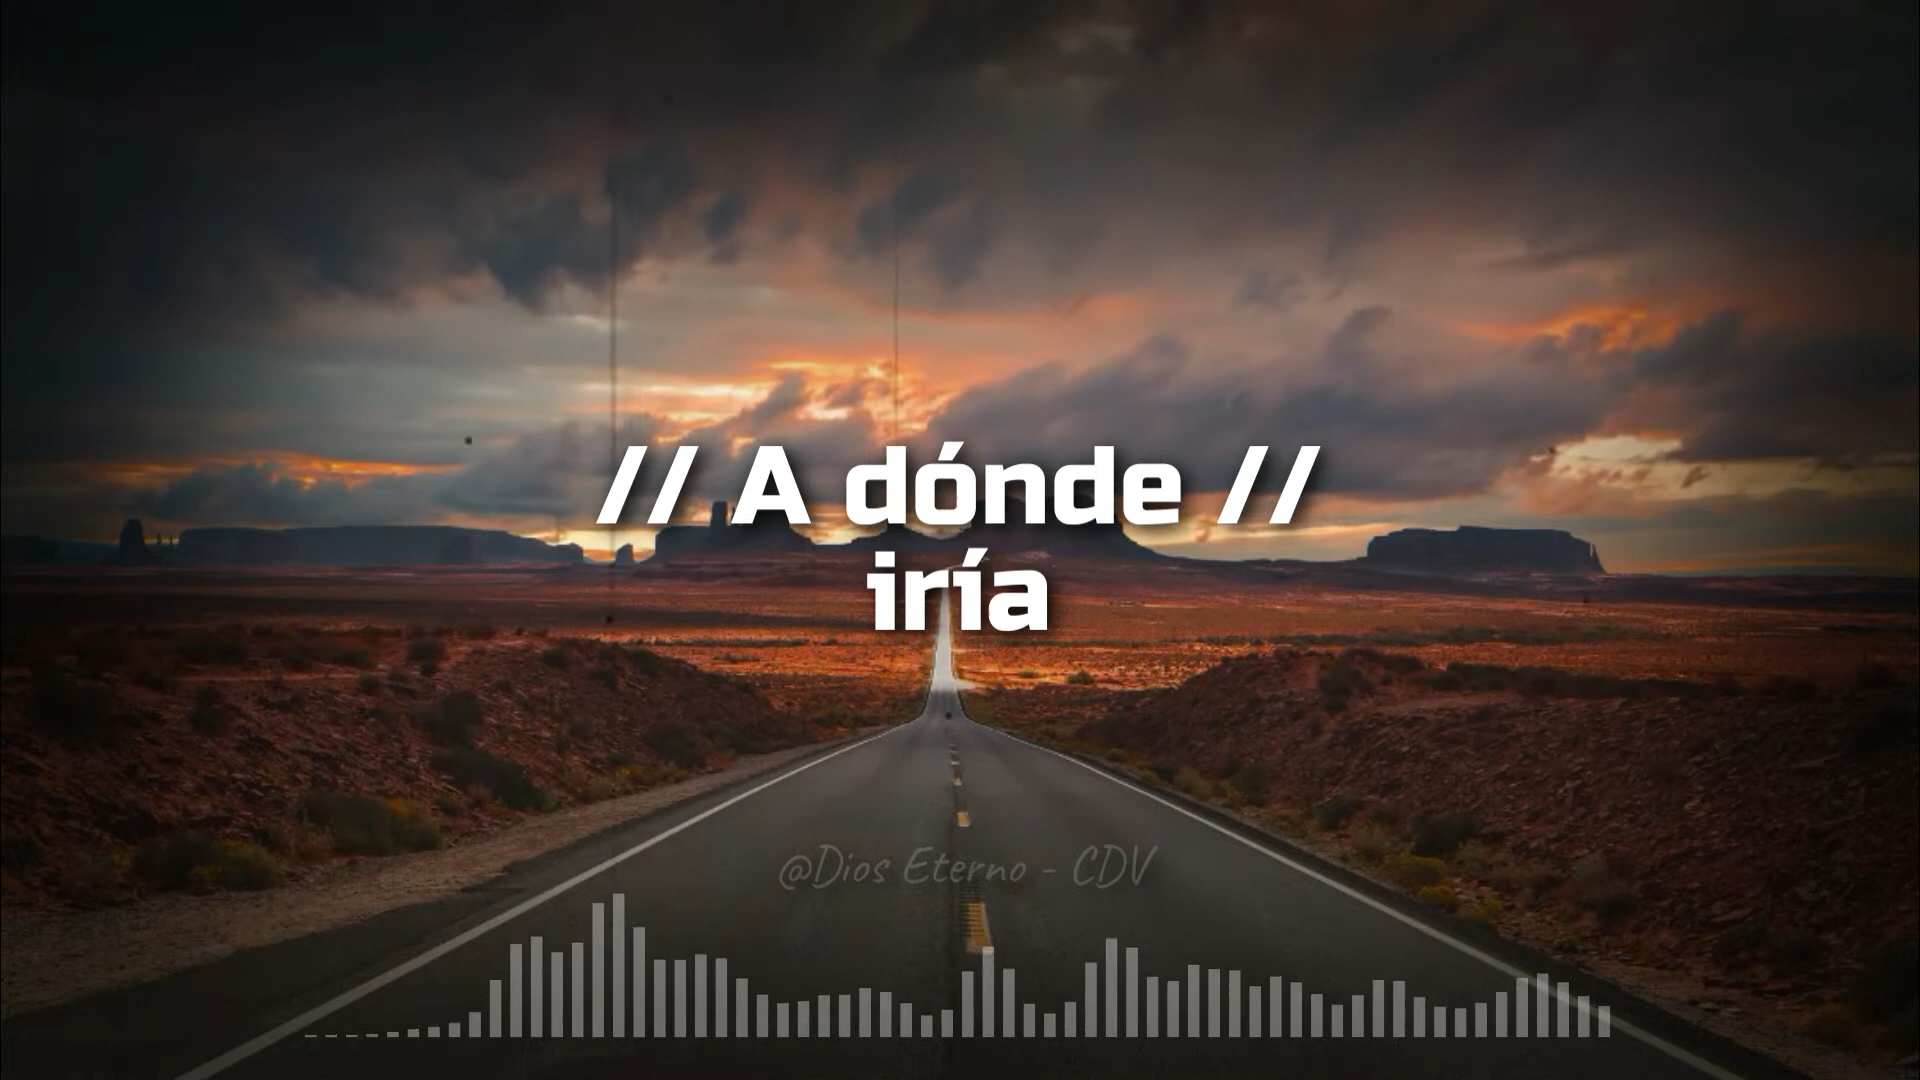 // A dónde //
iría
@Dios Eterno - CDV